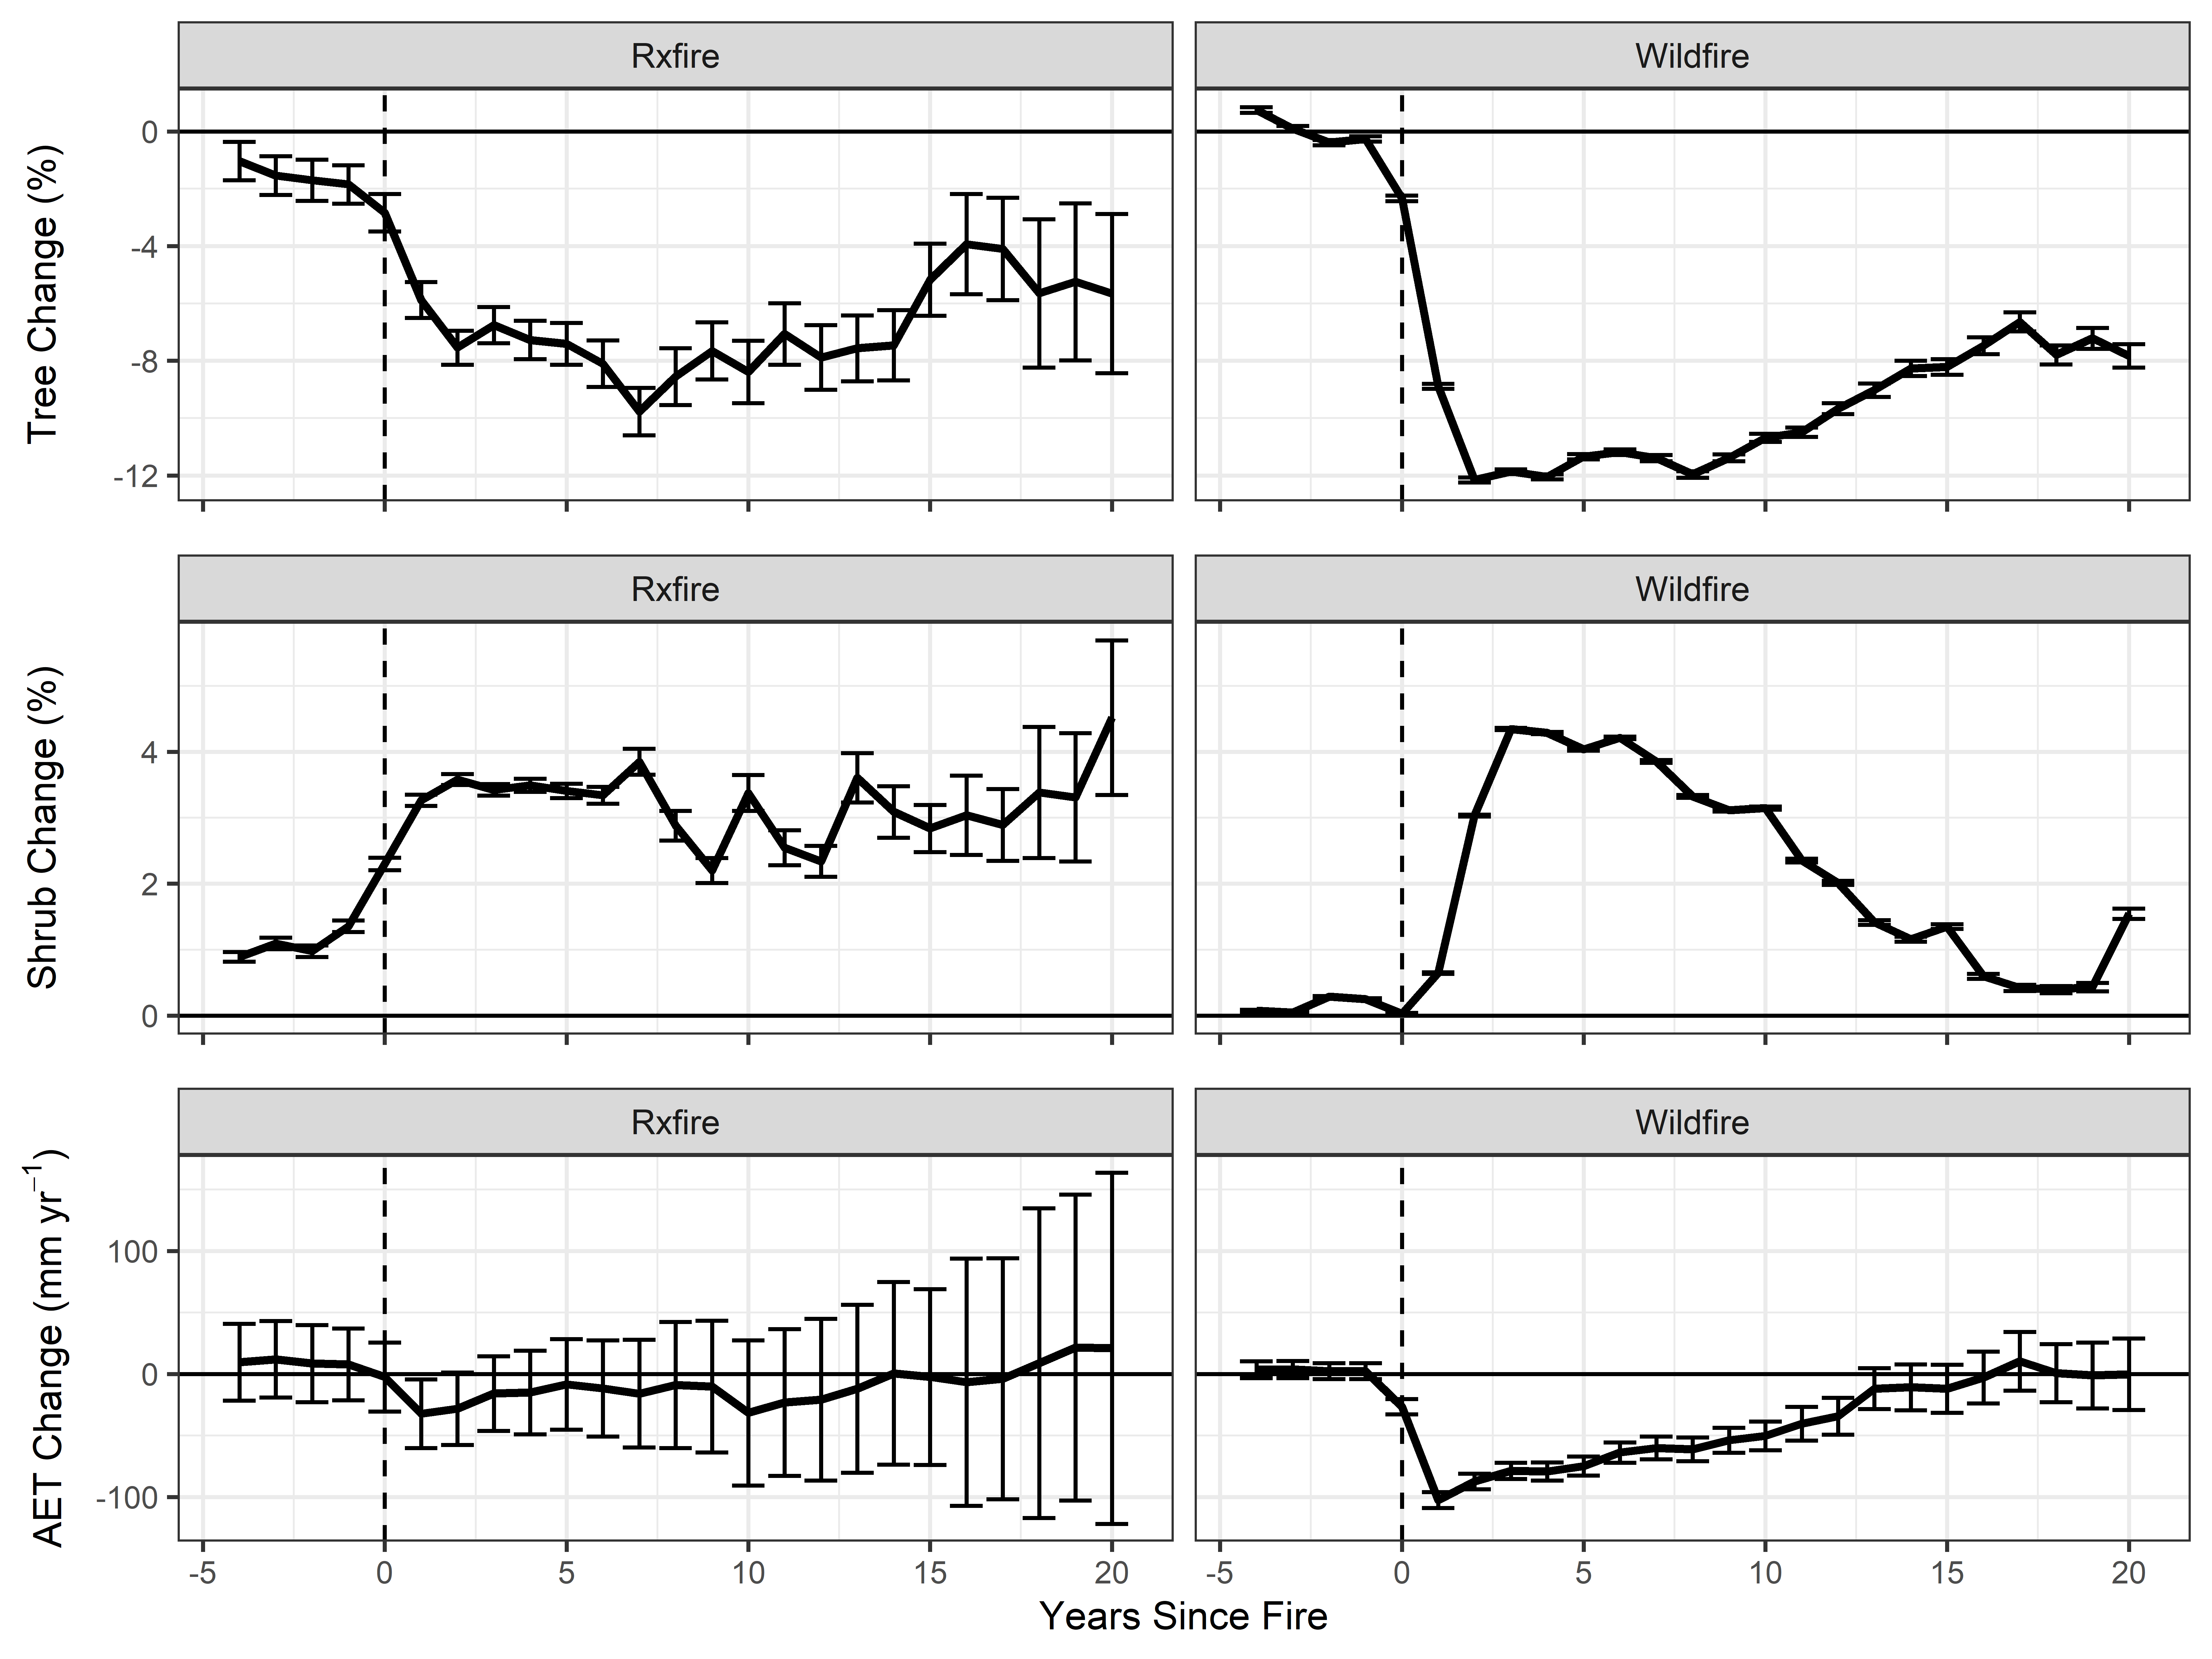 Rxfire Wildfire
Tree Change (%)
0
-4
-8
-12
Rxfire Wildfire
Shrub Change (%)
4
2
0
Rxfire Wildfire
AET Change (mm yr⁻¹)
100
0
-100
-5 0 5 10 15 20 -5 0 5 10 15 20
Years Since Fire